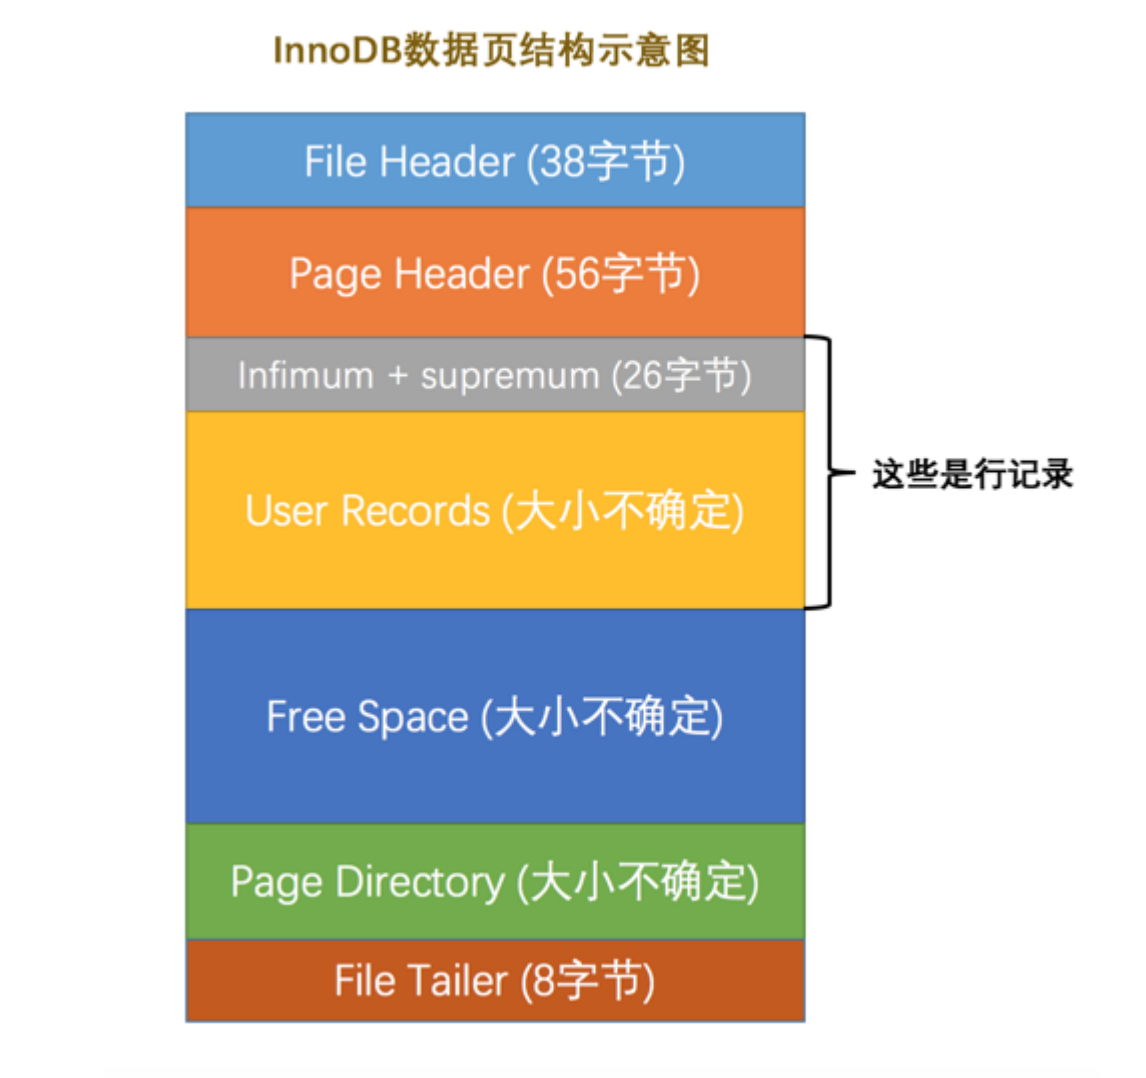 InnoDB数据页结构示意图
File Header (38字节)
Page Header (56字节)
Infimum + supremum (26字节)
User Records (大小不确定)
这些是行记录
Free Space (大小不确定)
Page Directory (大小不确定)
File Tailer (8字节)